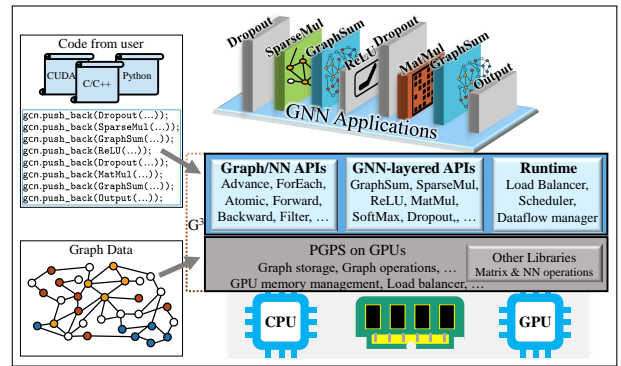 Code from user
CUDA
C/C++
Python
gcn.push_back(Dropout(...));
gcn.push_back(SparseMul(...));
gcn.push_back(GraphSum(...));
gcn.push_back(ReLU(...));
gcn.push_back(Dropout(...));
gcn.push_back(MatMul(...));
gcn.push_back(GraphSum(...));
gcn.push_back(Output(...));
Graph Data
Dropout
SparseMul
GraphSum
ReLU
Dropout
MatMul
GraphSum
Output
GNN Applications
G³
Graph/NN APIs
Advance, ForEach,
Atomic, Forward,
Backward, Filter, …
GNN-layered APIs
GraphSum, SparseMul,
ReLU, MatMul,
SoftMax, Dropout,, …
Runtime
Load Balancer,
Scheduler,
Dataflow manager
PGPS on GPUs
Graph storage, Graph operations, …
GPU memory management, Load balancer, …
Other Libraries
Matrix & NN operations
CPU
GPU